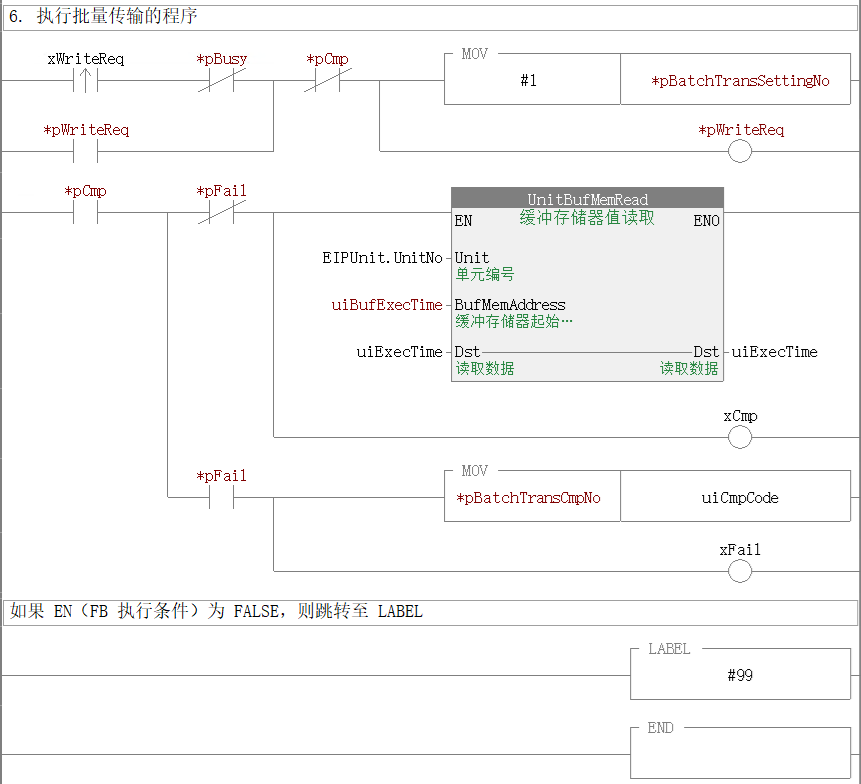 6. 执行批量传输的程序
xWriteReq *pBusy *pCmp MOV
#1 *pBatchTransSettingNo
*pWriteReq *pWriteReq
*pCmp *pFail UnitBufMemRead
EN 缓冲存储器值读取 ENO
EIPUnit.UnitNo Unit
单元编号
uiBufExecTime BufMemAddress
缓冲存储器起始…
uiExecTime Dst Dst uiExecTime
读取数据 读取数据
xCmp
*pFail MOV
*pBatchTransCmpNo uiCmpCode
xFail
如果 EN（FB 执行条件）为 FALSE，则跳转至 LABEL
LABEL
#99
END